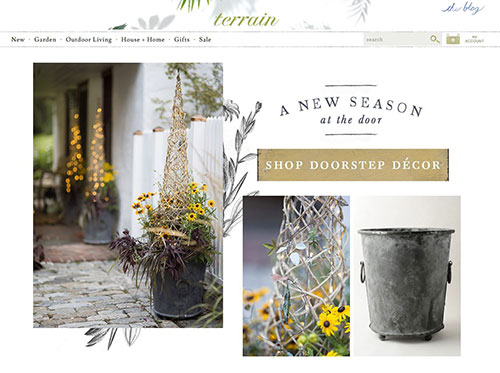 the blog
terrain
New · Garden · Outdoor Living · House + Home · Gifts · Sale
search
MY
ACCOUNT
A NEW SEASON
at the door
SHOP DOORSTEP DÉCOR